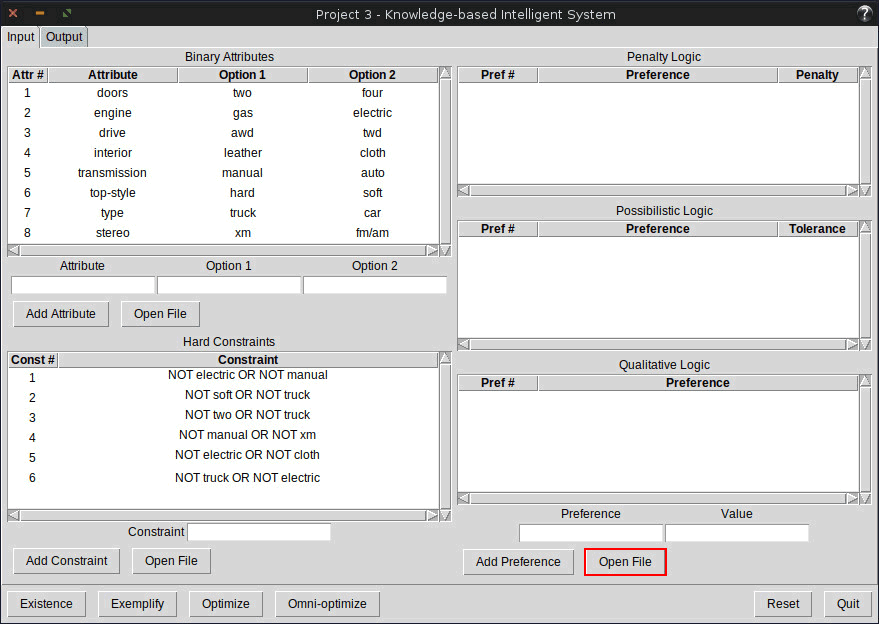 Project 3 - Knowledge-based Intelligent System
?
Input Output
Binary Attributes
Attr # Attribute Option 1 Option 2
1 doors two four
2 engine gas electric
3 drive awd twd
4 interior leather cloth
5 transmission manual auto
6 top-style hard soft
7 type truck car
8 stereo xm fm/am
Attribute Option 1 Option 2
Add Attribute Open File
Hard Constraints
Const # Constraint
1 NOT electric OR NOT manual
2 NOT soft OR NOT truck
3 NOT two OR NOT truck
4 NOT manual OR NOT xm
5 NOT electric OR NOT cloth
6 NOT truck OR NOT electric
Constraint
Add Constraint Open File
Penalty Logic
Pref # Preference Penalty
Possibilistic Logic
Pref # Preference Tolerance
Qualitative Logic
Pref # Preference
Preference Value
Add Preference Open File
Existence Exemplify Optimize Omni-optimize Reset Quit